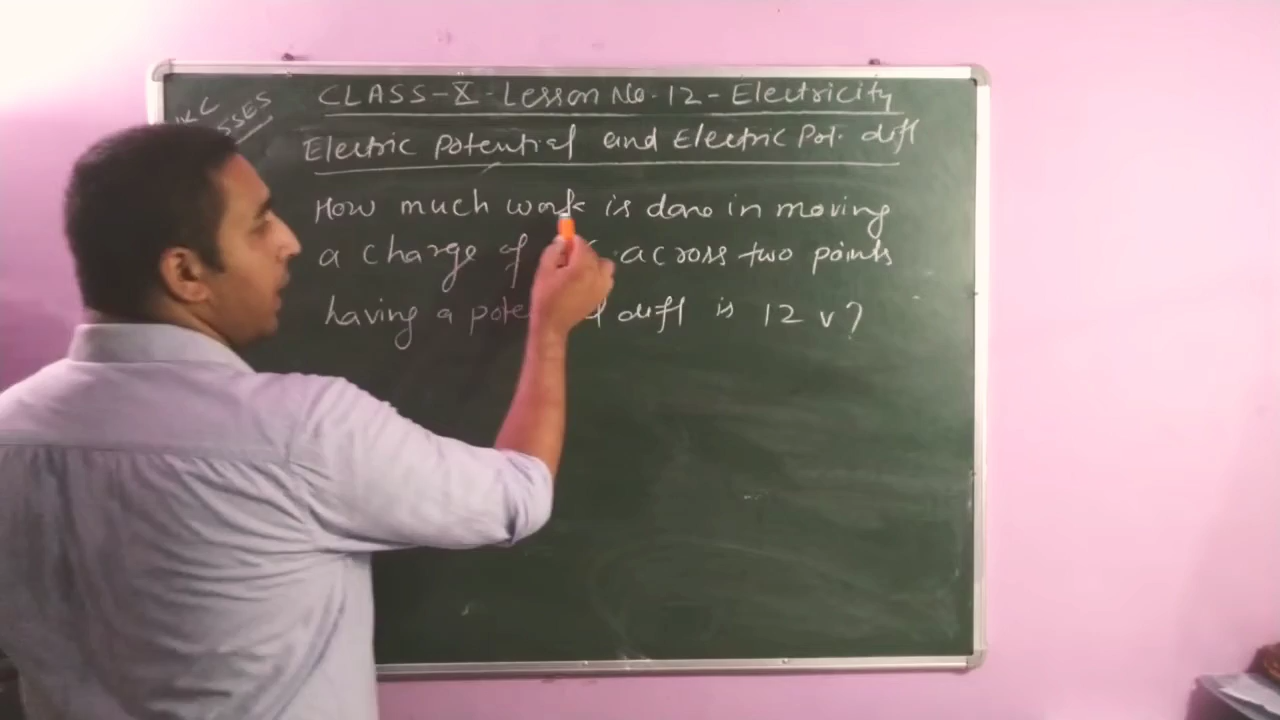 CLASS-X-Lesson No. 12-Electricity
Electric Potential and Electric Pot. diff
How much work is done in moving
a charge of across two points
having a diff is 12 v?